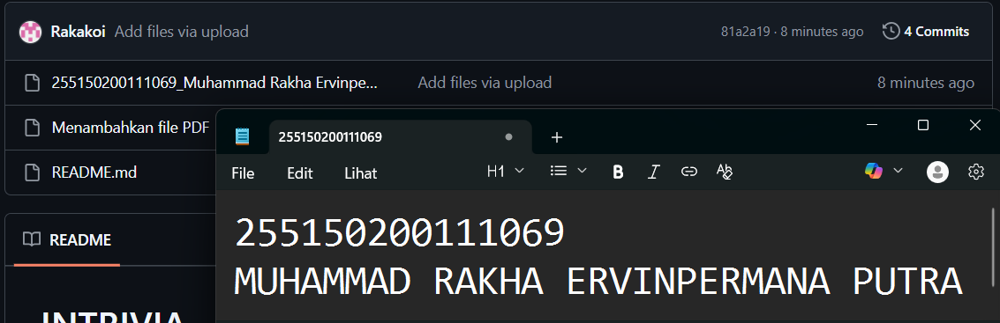 Rakakoi Add files via upload 81a2a19 · 8 minutes ago 4 Commits
255150200111069_Muhammad Rakha Ervinpe... Add files via upload 8 minutes ago
Menambahkan file PDF
README.md
255150200111069
File Edit Lihat H1 B I
255150200111069
MUHAMMAD RAKHA ERVINPERMANA PUTRA
README
INTRIVIA